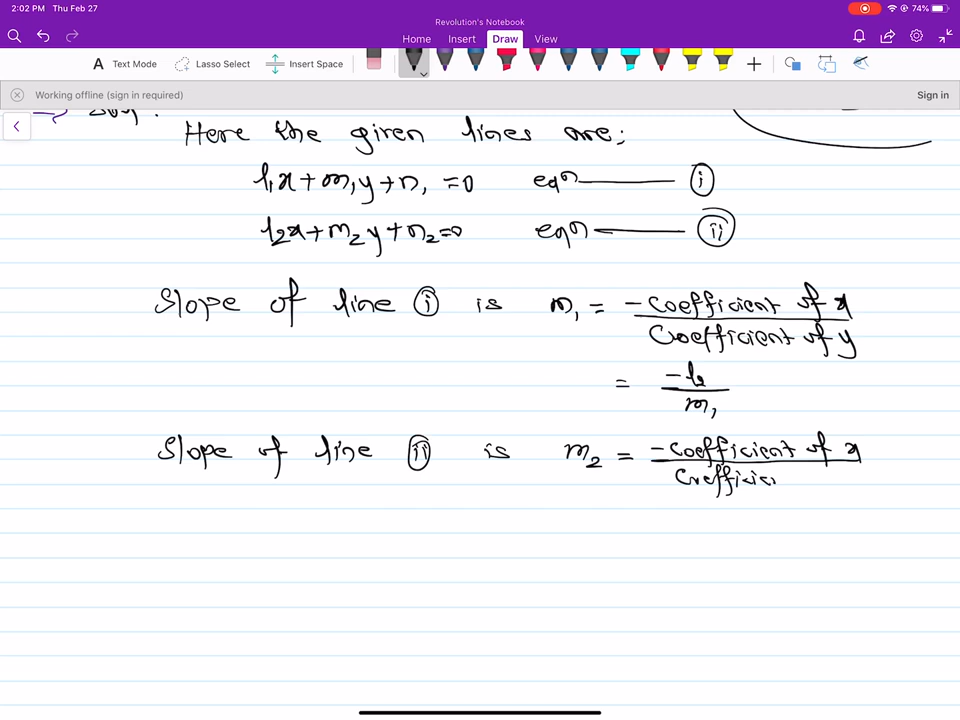 2:02 PM Thu Feb 27
74%
Revolution's Notebook
Home Insert Draw View
Text Mode Lasso Select Insert Space
Working offline (sign in required) Sign in
Here the given lines are;
l₁x + m₁y + n₁ = 0 eqn (i)
l₂x + m₂y + n₂ = 0 eqn (ii)
Slope of line (i) is m₁ = -coefficient of x
Coefficient of y
= -l₁
m₁
Slope of line (ii) is m₂ = -coefficient of x
Coefficien